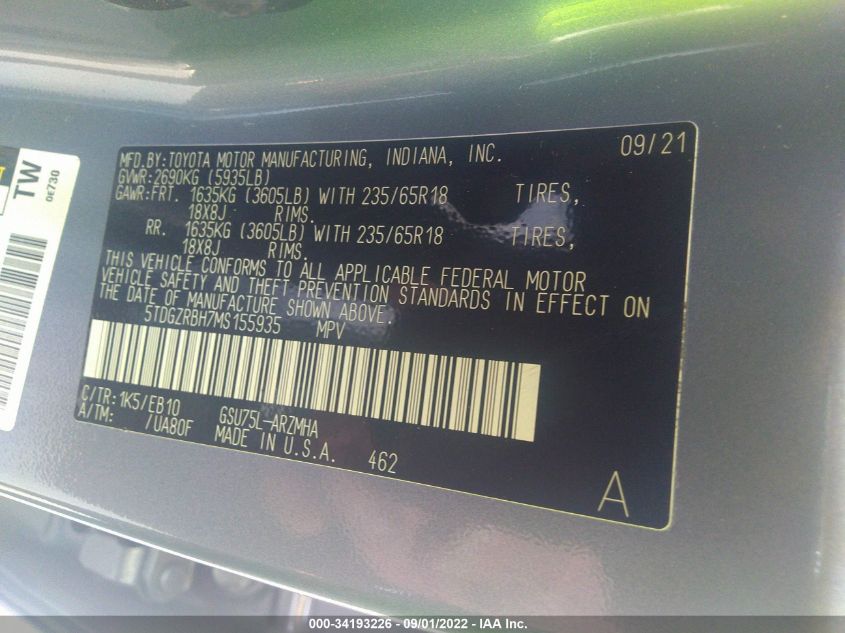 MFD.BY:TOYOTA MOTOR MANUFACTURING, INDIANA, INC. 09/21
GVWR:2690KG (5935LB)
GAWR:FRT. 1635KG (3605LB) WITH 235/65R18 TIRES,
18X8J RIMS.
RR. 1635KG (3605LB) WITH 235/65R18 TIRES,
18X8J RIMS.
THIS VEHICLE CONFORMS TO ALL APPLICABLE FEDERAL MOTOR
VEHICLE SAFETY AND THEFT PREVENTION STANDARDS IN EFFECT ON
THE DATE OF MANUFACTURE SHOWN ABOVE.
5TDGZRBH7MS155935 MPV
C/TR:1K5/EB10 GSU75L-ARZMHA
A/TM: /UA80F MADE IN U.S.A. 462
A
TW
0E730
000-34193226 - 09/01/2022 - IAA Inc.